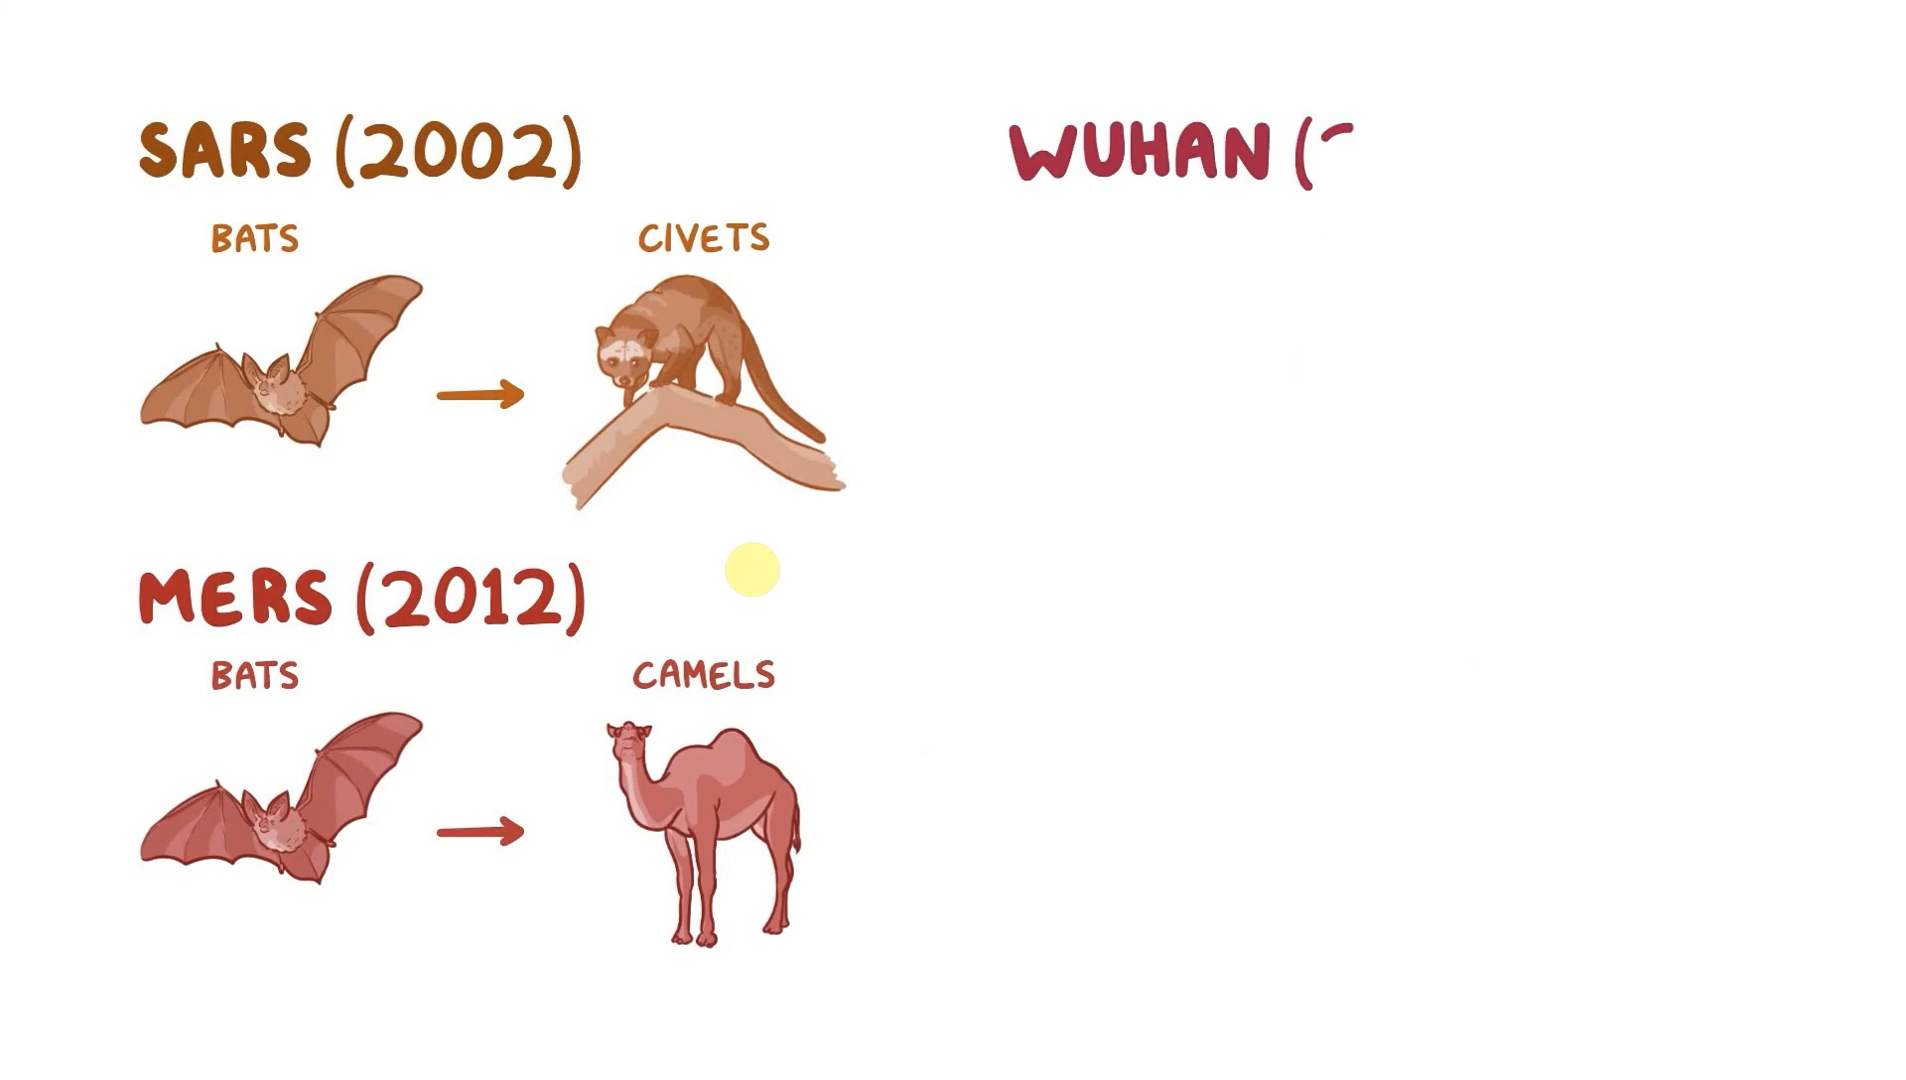 SARS (2002)
BATS
CIVETS
MERS (2012)
BATS
CAMELS
WUHAN (